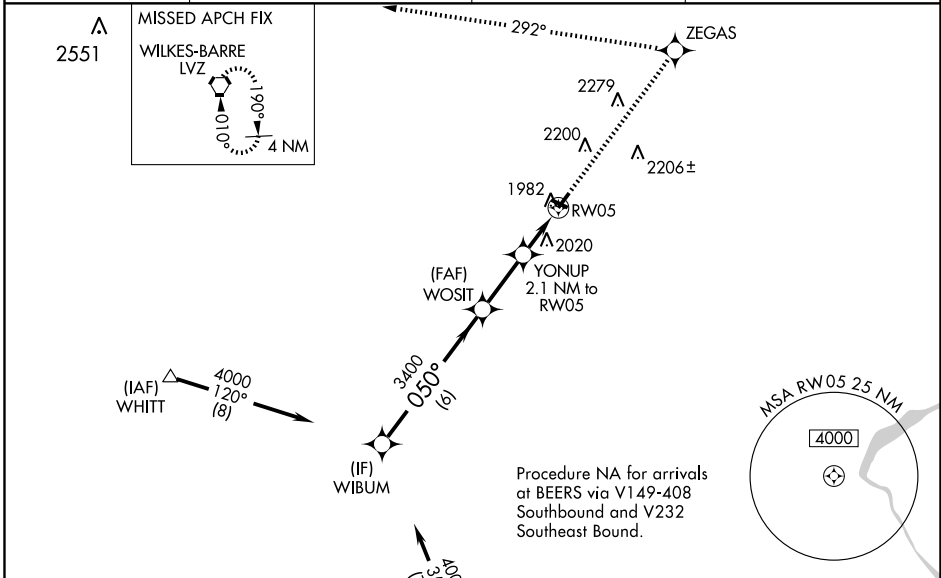 2551
MISSED APCH FIX
WILKES-BARRE
LVZ
190°
010°
4 NM
292°
ZEGAS
2279
2200
2206±
1982
RW05
2020
YONUP
2.1 NM to
RW05
(FAF)
WOSIT
3400
050°
(6)
(IAF)
WHITT
4000
120°
(8)
(IF)
WIBUM
Procedure NA for arrivals
at BEERS via V149-408
Southbound and V232
Southeast Bound.
MSA RW05 25 NM
4000